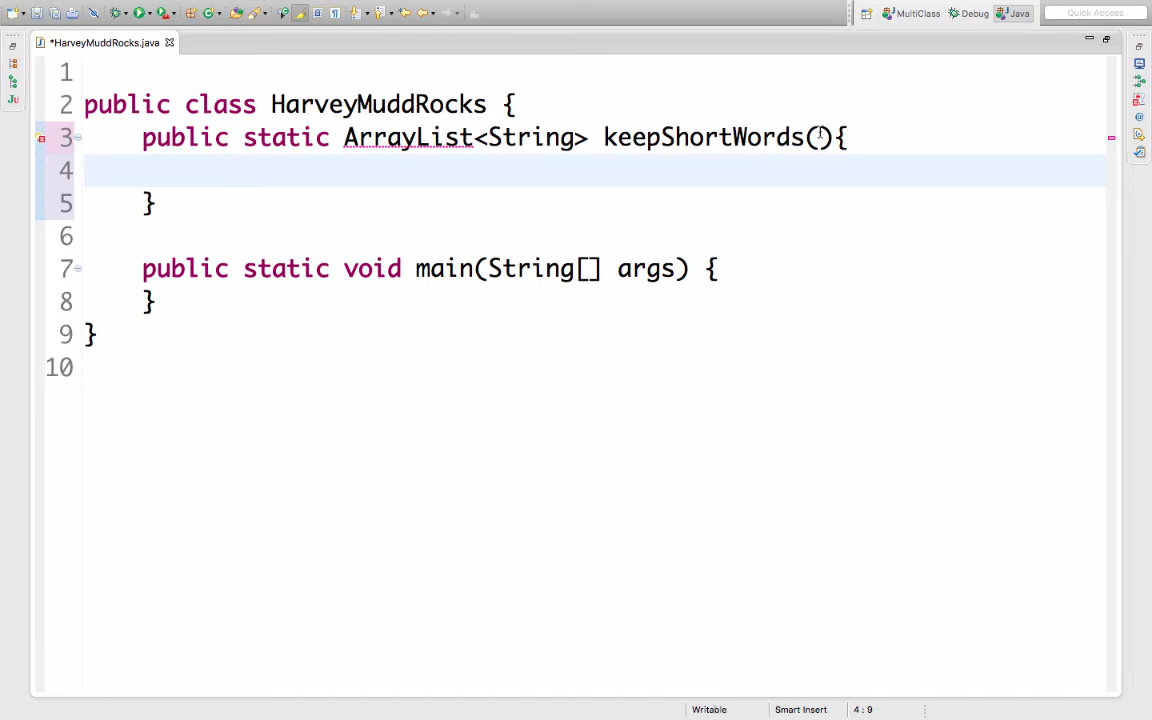 MultiClass Debug Java Quick Access
*HarveyMuddRocks.java
1
2 public class HarveyMuddRocks {
3 public static ArrayList<String> keepShortWords(){
4
5 }
6
7 public static void main(String[] args) {
8 }
9 }
10
Writable Smart Insert 4 : 9